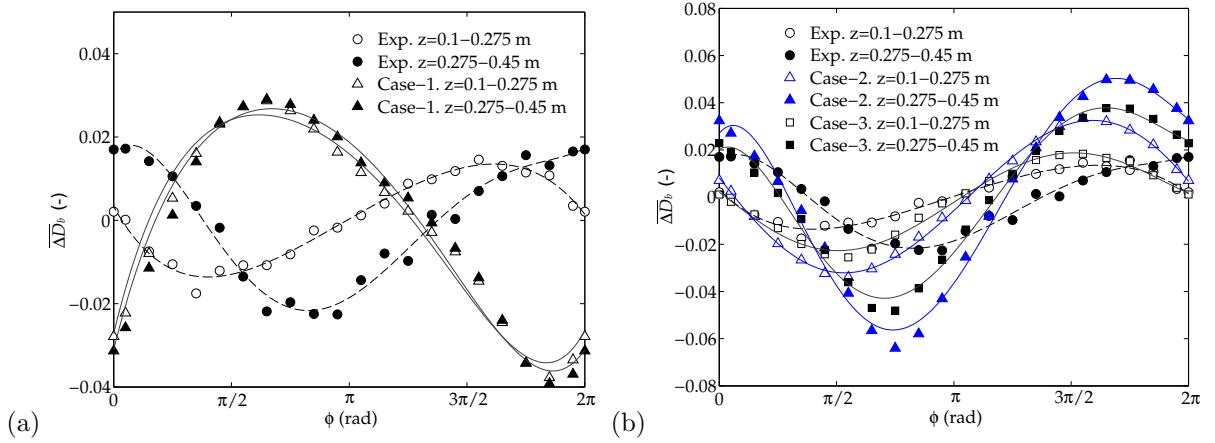 0.04
0.02
0
−0.02
−0.04
0
π/2
π
3π/2
2π
ϕ (rad)
ΔD_b (-)
Exp. z=0.1−0.275 m
Exp. z=0.275−0.45 m
Case−1. z=0.1−0.275 m
Case−1. z=0.275−0.45 m
(a)
0.08
0.06
0.04
0.02
0
−0.02
−0.04
−0.06
−0.08
0
π/2
π
3π/2
2π
ϕ (rad)
ΔD_b (-)
Exp. z=0.1−0.275 m
Exp. z=0.275−0.45 m
Case−2. z=0.1−0.275 m
Case−2. z=0.275−0.45 m
Case−3. z=0.1−0.275 m
Case−3. z=0.275−0.45 m
(b)